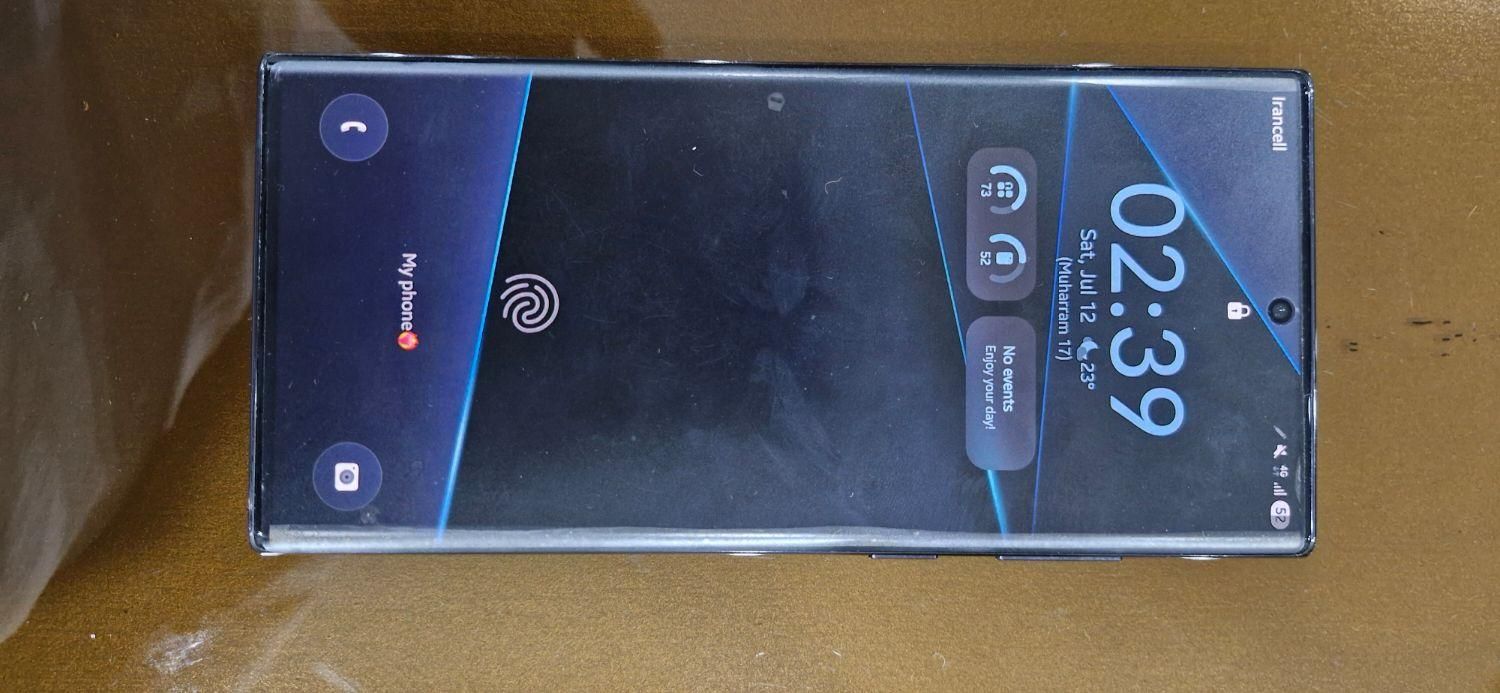 Irancell
4G
52
02:39
Sat, Jul 12 23°
(Muharram 17)
73
52
No events
Enjoy your day!
My phone